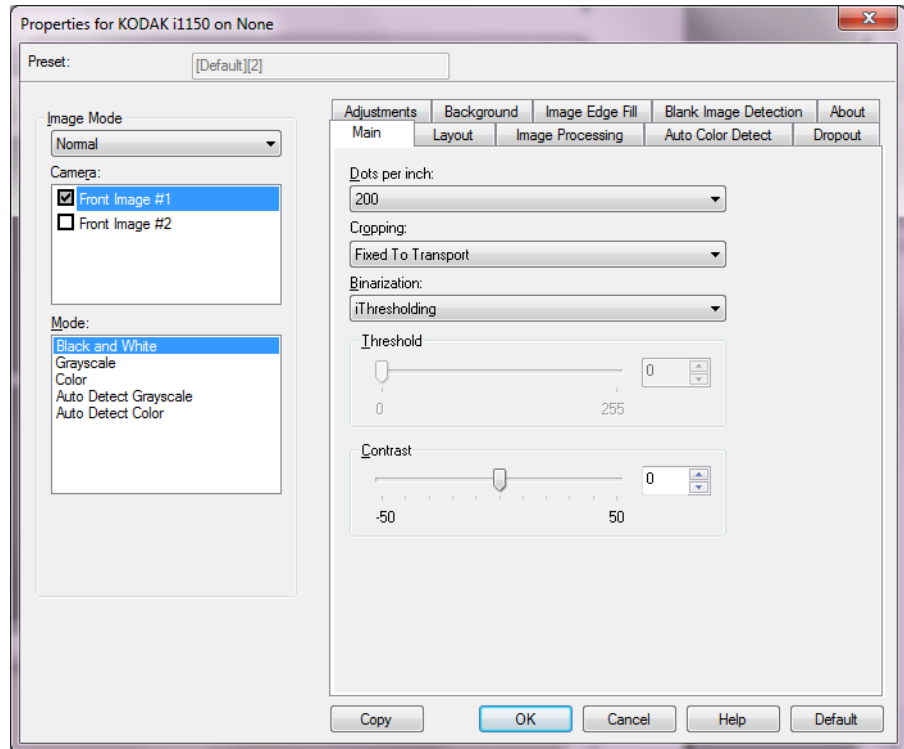 Properties for KODAK i1150 on None
Preset:
[Default][2]
Image Mode
Normal
Camera:
Front Image #1
Front Image #2
Mode:
Black and White
Grayscale
Color
Auto Detect Grayscale
Auto Detect Color
Adjustments Background Image Edge Fill Blank Image Detection About
Main Layout Image Processing Auto Color Detect Dropout
Dots per inch:
200
Cropping:
Fixed To Transport
Binarization:
iThresholding
Threshold
0
0 255
Contrast
0
-50 50
Copy OK Cancel Help Default